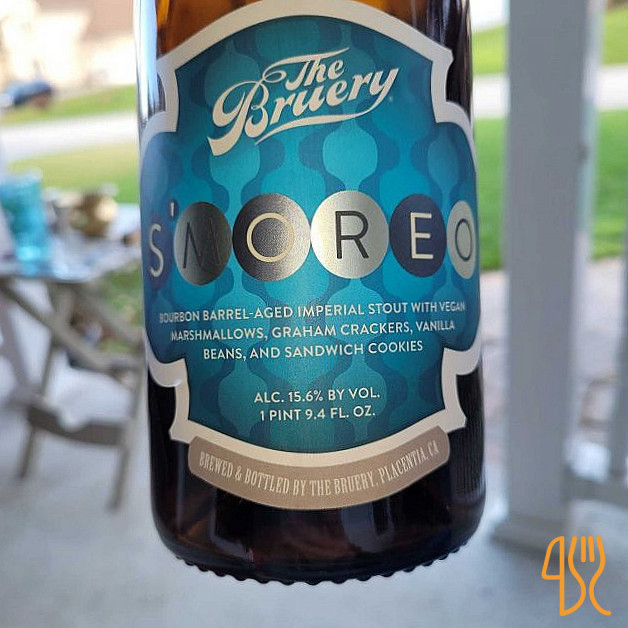 The
Bruery
S'MOREO
BOURBON BARREL-AGED IMPERIAL STOUT WITH VEGAN
MARSHMALLOWS, GRAHAM CRACKERS, VANILLA
BEANS, AND SANDWICH COOKIES
ALC. 15.6% BY VOL.
1 PINT 9.4 FL. OZ.
BREWED & BOTTLED BY THE BRUERY, PLACENTIA, CA